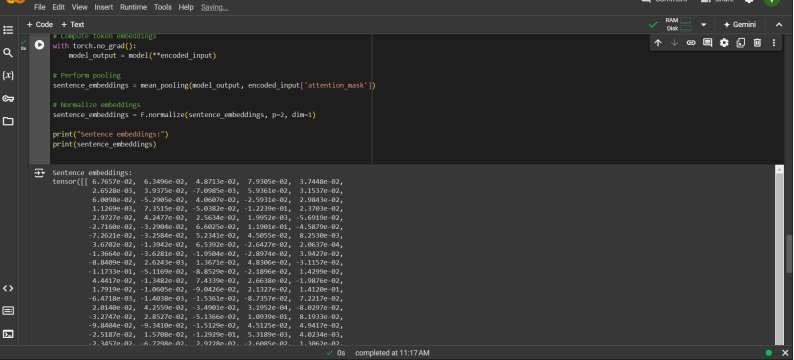 File Edit View Insert Runtime Tools Help Saving...
+ Code + Text
RAM
Disk
Gemini
0s
# Compute token embeddings
with torch.no_grad():
model_output = model(**encoded_input)
# Perform pooling
sentence_embeddings = mean_pooling(model_output, encoded_input['attention_mask'])
# Normalize embeddings
sentence_embeddings = F.normalize(sentence_embeddings, p=2, dim=1)
print("Sentence embeddings:")
print(sentence_embeddings)
Sentence embeddings:
tensor([[ 6.7657e-02, 6.3496e-02, 4.8713e-02, 7.9305e-02, 3.7448e-02,
2.6528e-03, 3.9375e-02, -7.0985e-03, 5.9361e-02, 3.1537e-02,
6.0098e-02, -5.2905e-02, 4.0607e-02, -2.5931e-02, 2.9843e-02,
1.1269e-03, 7.3515e-02, -5.0382e-02, -1.2239e-01, 2.3703e-02,
2.9727e-02, 4.2477e-02, 2.5634e-02, 1.9952e-03, -5.6919e-02,
-2.7160e-02, -3.2904e-02, 6.6025e-02, 1.1901e-01, -4.5879e-02,
-7.2621e-02, -3.2584e-02, 5.2341e-02, 4.5055e-02, 8.2530e-03,
3.6702e-02, -1.3942e-02, 6.5392e-02, -2.6427e-02, 2.0637e-04,
-1.3664e-02, -3.6281e-02, -1.9504e-02, -2.8974e-02, 3.9427e-02,
-8.8409e-02, 2.6243e-03, 1.3671e-02, 4.8306e-02, -3.1157e-02,
-1.1733e-01, -5.1169e-02, -8.8529e-02, -2.1896e-02, 1.4299e-02,
4.4417e-02, -1.3482e-02, 7.4339e-02, 2.6638e-02, -1.9876e-02,
1.7919e-02, -1.0605e-02, -9.0426e-02, 2.1327e-02, 1.4120e-01,
-6.4718e-03, -1.4038e-03, -1.5361e-02, -8.7357e-02, 7.2217e-02,
2.0140e-02, 4.2559e-02, -3.4901e-02, 3.1952e-04, -8.0297e-02,
-3.2747e-02, 2.8527e-02, -5.1366e-02, 1.0939e-01, 8.1933e-02,
-9.8404e-02, -9.3410e-02, -1.5129e-02, 4.5125e-02, 4.9417e-02,
-2.5187e-02, 1.5708e-02, -1.2929e-01, 5.3189e-03, 4.0234e-03,
-2.3457e-02, -6.7298e-02, 2.9228e-02, -2.6085e-02, 1.3062e-02,
0s completed at 11:17 AM